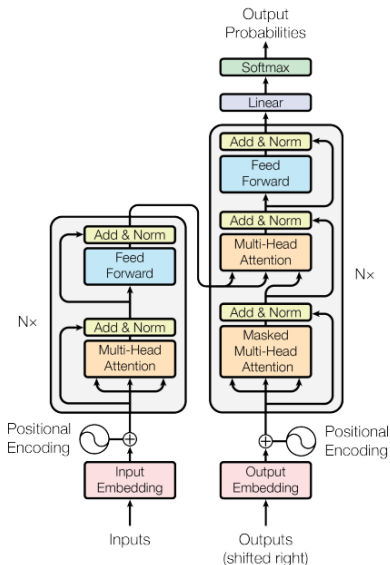 Output
Probabilities
Softmax
Linear
Add & Norm
Feed
Forward
Add & Norm
Multi-Head
Attention
Add & Norm
Masked
Multi-Head
Attention
Nx
Add & Norm
Feed
Forward
Add & Norm
Multi-Head
Attention
Nx
Positional
Encoding
Positional
Encoding
Input
Embedding
Output
Embedding
Inputs
Outputs
(shifted right)